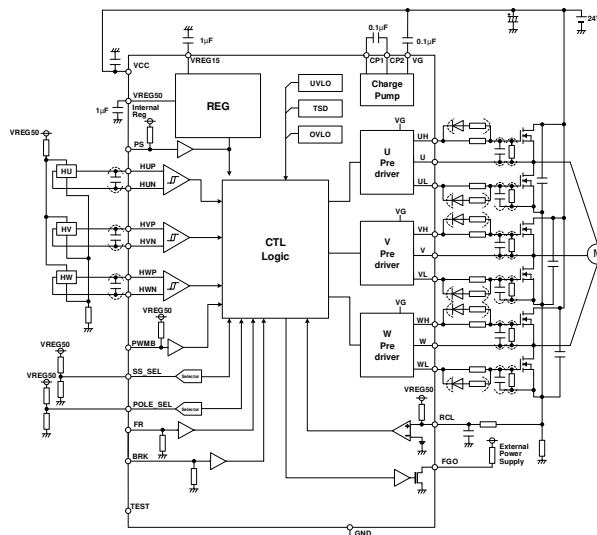 24V
1μF
0.1μF
0.1μF
VCC
VREG15
CP1
CP2
VG
VREG50
1μF
Internal
Reg
REG
UVLO
TSD
OVLO
Charge
Pump
VREG50
PS
HU
HUP
HUN
HV
HVP
HVN
HW
HWP
HWN
CTL
Logic
VG
U
Pre
driver
UH
U
UL
VG
V
Pre
driver
VH
V
VL
VG
W
Pre
driver
WH
W
WL
M
VREG50
PWMB
VREG50
SS_SEL
Selector
VREG50
POLE_SEL
Selector
FR
BRK
TEST
VREG50
RCL
External
Power
Supply
FGO
GND